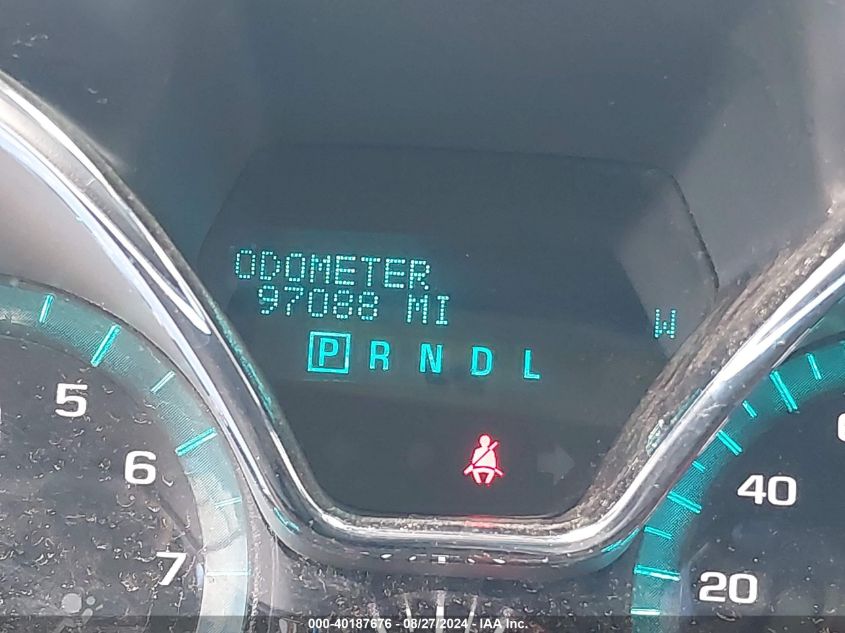 ODOMETER
97088 MI
W
P R N D L
5
6
7
40
20
000-40187676 - 08/27/2024 - IAA Inc.